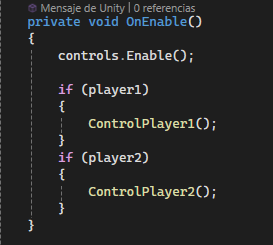 Mensaje de Unity | 0 referencias
private void OnEnable()
{
controls.Enable();
if (player1)
{
ControlPlayer1();
}
if (player2)
{
ControlPlayer2();
}
}